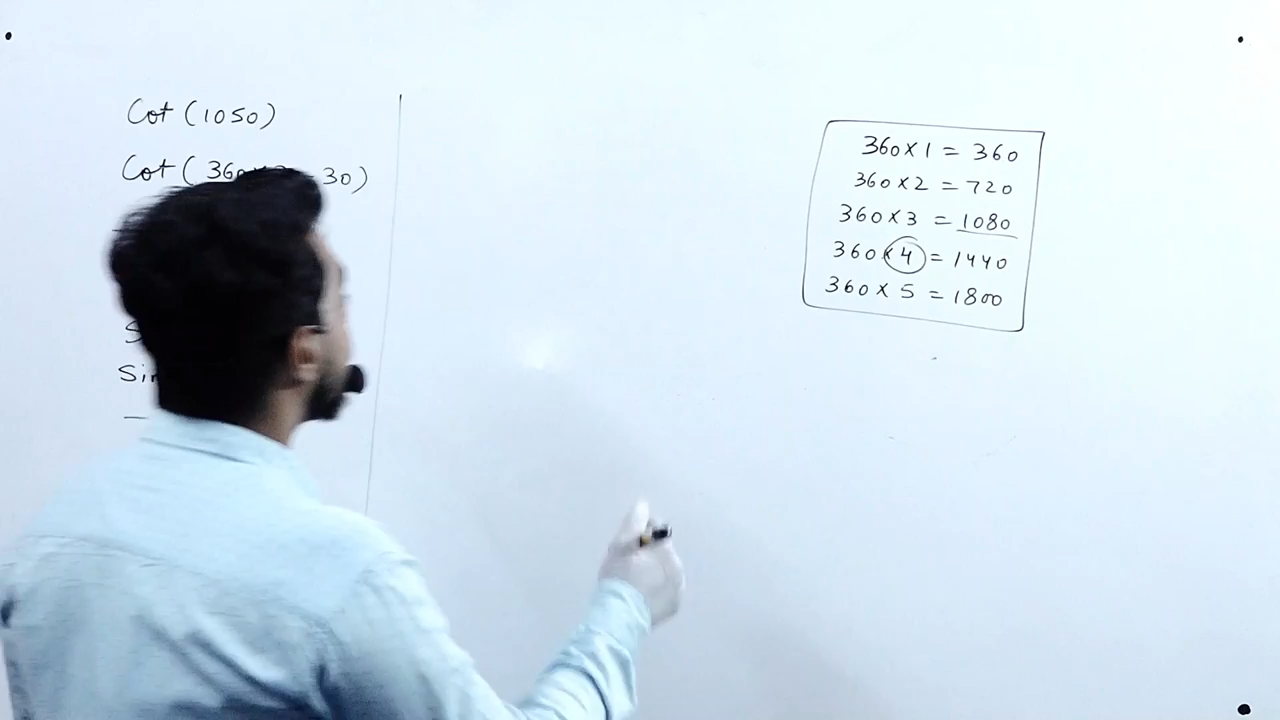 Cot (1050)
Cot ( 360 30)
Sin
360 × 1 = 360
360 × 2 = 720
360 × 3 = 1080
360 × 4 = 1440
360 × 5 = 1800